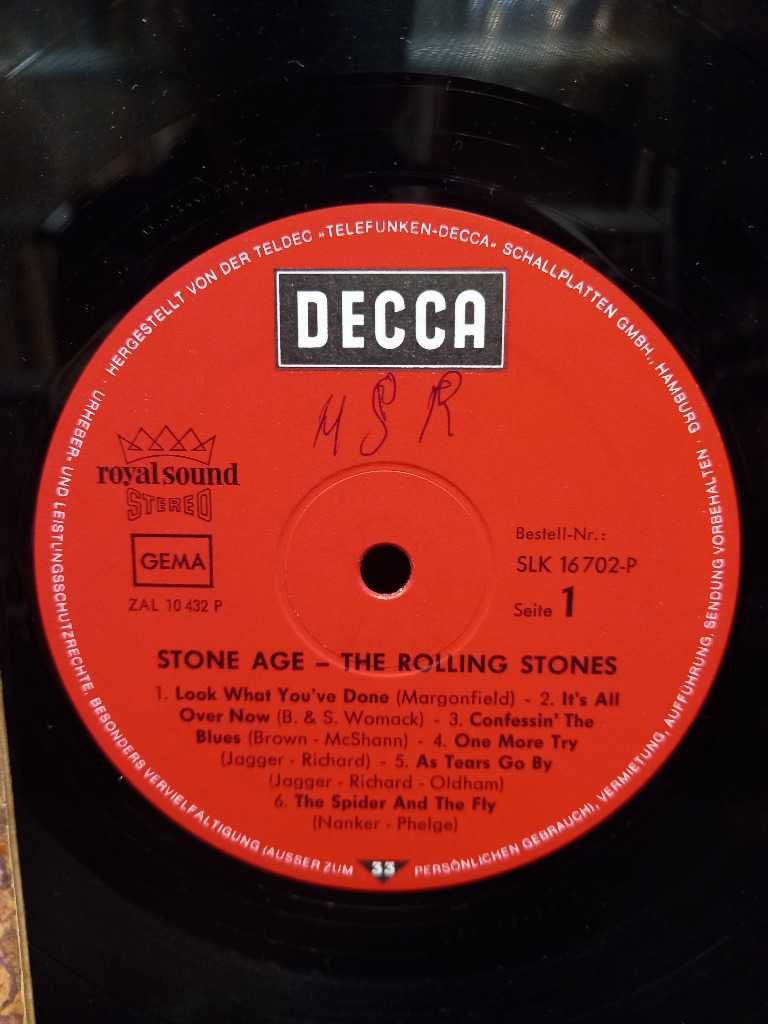 HERGESTELLT VON DER TELDEC »TELEFUNKEN-DECCA« SCHALLPLATTEN GMBH., HAMBURG ·
URHEBER- UND LEISTUNGSSCHUTZRECHTE, BESONDERS VERVIELFÄLTIGUNG (AUSSER ZUM PERSÖNLICHEN GEBRAUCH), VERMIETUNG, AUFFÜHRUNG, SENDUNG VORBEHALTEN ·
DECCA
MSR
royal sound
STEREO
GEMA
ZAL 10 432 P
Bestell-Nr.:
SLK 16 702-P
Seite 1
STONE AGE – THE ROLLING STONES
1. Look What You've Done (Margonfield) - 2. It's All
Over Now (B. & S. Womack) - 3. Confessin' The
Blues (Brown - McShann) - 4. One More Try
(Jagger - Richard) - 5. As Tears Go By
(Jagger - Richard - Oldham)
6. The Spider And The Fly
(Nanker - Phelge)
33